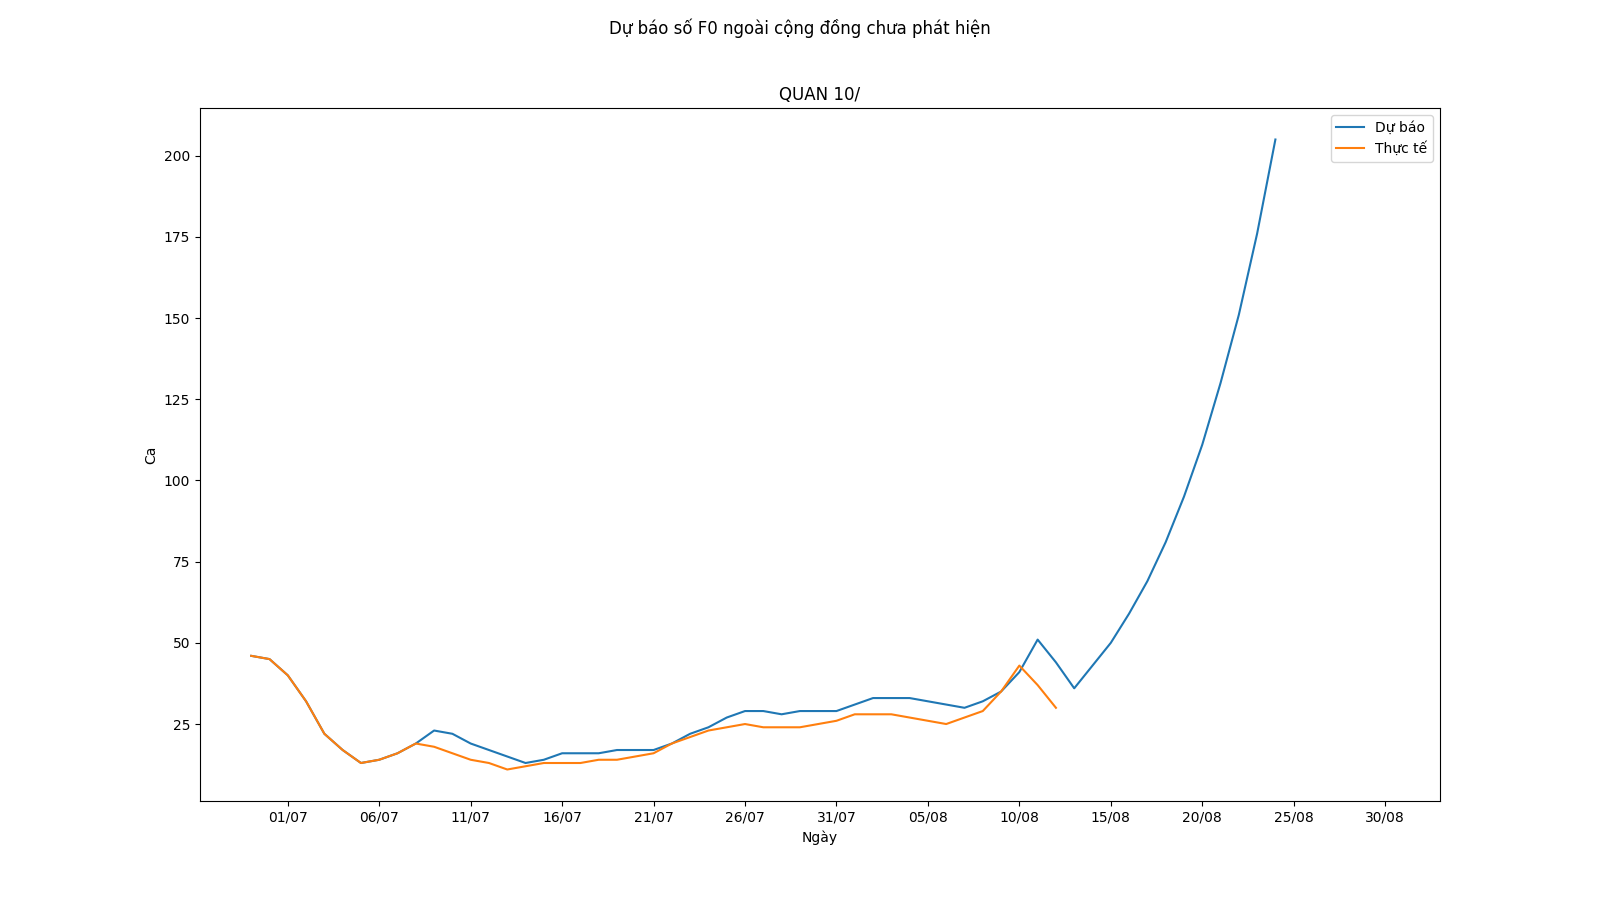 Dự báo số F0 ngoài cộng đồng chưa phát hiện
QUAN 10/
Dự báo
Thực tế
200
175
150
125
100
75
50
25
Ca
01/07 06/07 11/07 16/07 21/07 26/07 31/07 05/08 10/08 15/08 20/08 25/08 30/08
Ngày